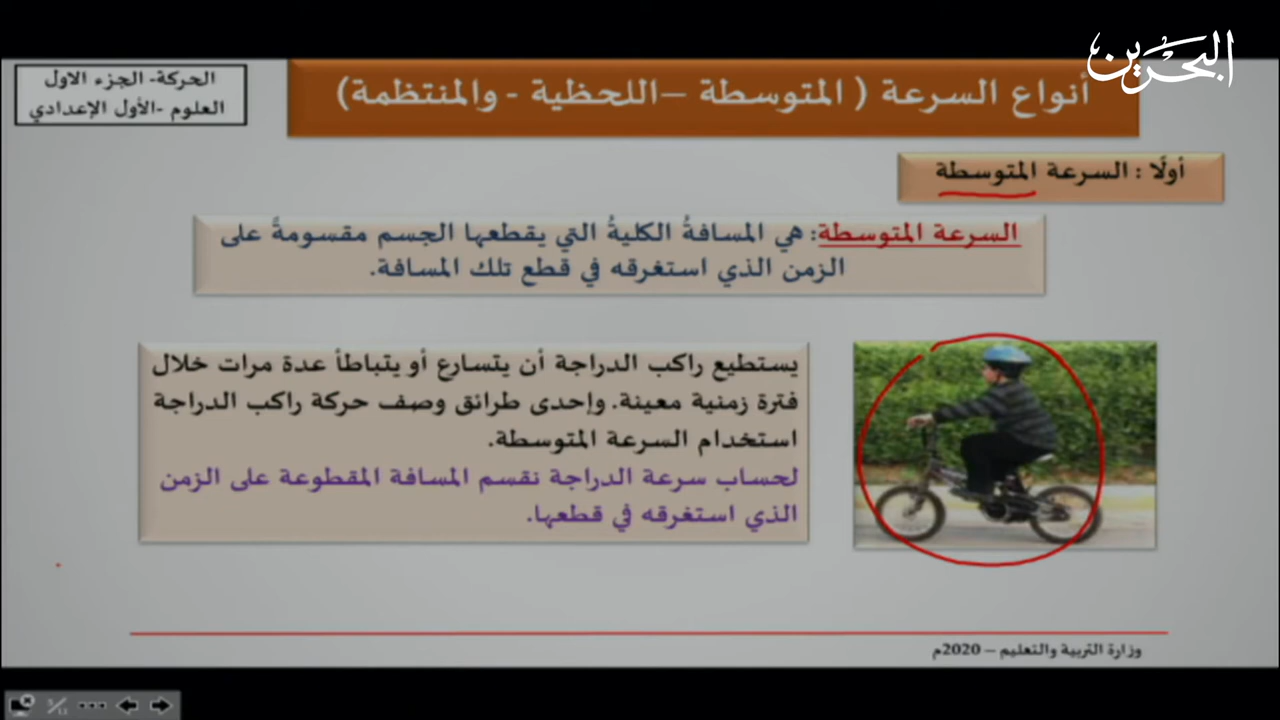 البحرين
الحركة- الجزء الاول
العلوم -الأول الإعدادي
أنواع السرعة ( المتوسطة –اللحظية - والمنتظمة)
أولًا : السرعة المتوسطة
السرعة المتوسطة: هي المسافةُ الكليةُ التي يقطعها الجسم مقسومةً على
الزمن الذي استغرقه في قطع تلك المسافة.
يستطيع راكب الدراجة أن يتسارع أو يتباطأ عدة مرات خلال
فترة زمنية معينة. وإحدى طرائق وصف حركة راكب الدراجة
استخدام السرعة المتوسطة.
لحساب سرعة الدراجة نقسم المسافة المقطوعة على الزمن
الذي استغرقه في قطعها.
وزارة التربية والتعليم – 2020م